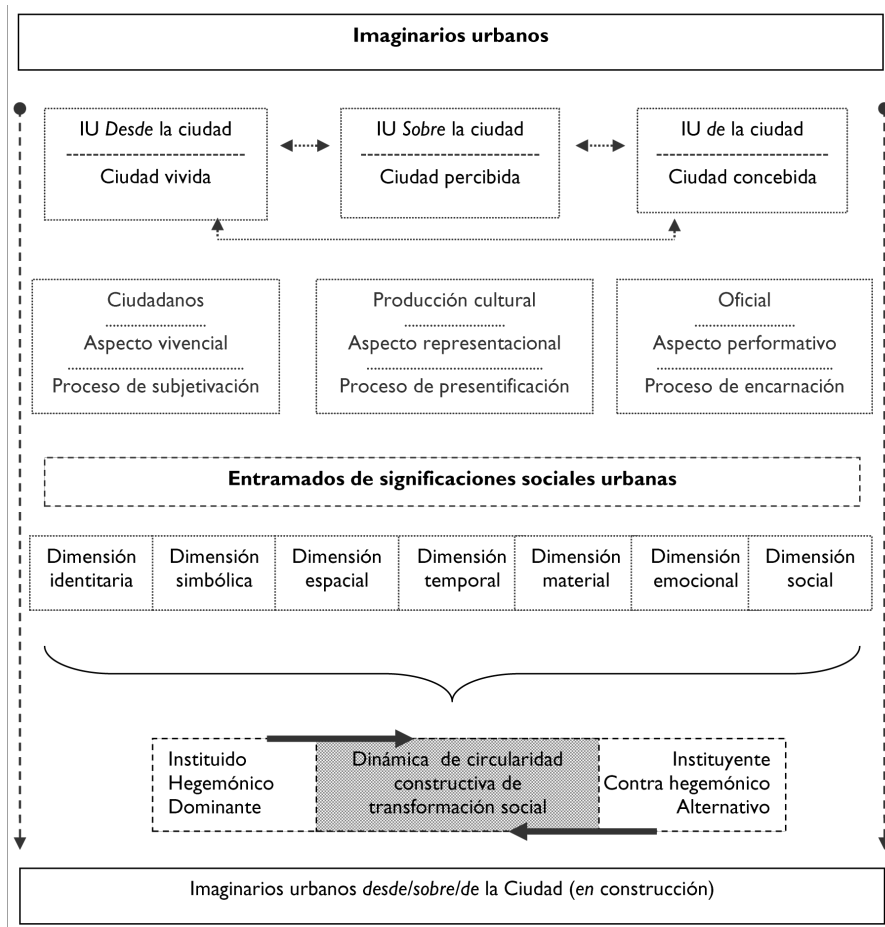 Imaginarios urbanos
IU Desde la ciudad
Ciudad vivida
IU Sobre la ciudad
Ciudad percibida
IU de la ciudad
Ciudad concebida
Ciudadanos
Aspecto vivencial
Proceso de subjetivación
Producción cultural
Aspecto representacional
Proceso de presentificación
Oficial
Aspecto performativo
Proceso de encarnación
Entramados de significaciones sociales urbanas
Dimensión
identitaria
Dimensión
simbólica
Dimensión
espacial
Dimensión
temporal
Dimensión
material
Dimensión
emocional
Dimensión
social
Instituido
Hegemónico
Dominante
Dinámica de circularidad
constructiva de
transformación social
Instituyente
Contra hegemónico
Alternativo
Imaginarios urbanos desde/sobre/de la Ciudad (en construcción)